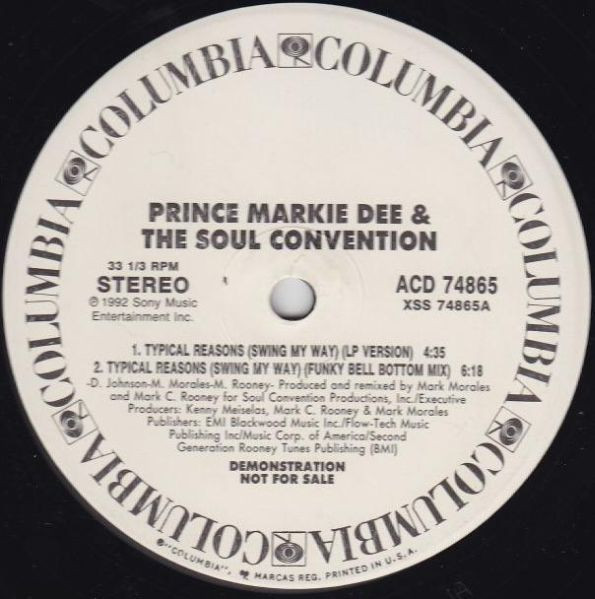 COLUMBIA COLUMBIA COLUMBIA COLUMBIA COLUMBIA COLUMBIA COLUMBIA
PRINCE MARKIE DEE &
THE SOUL CONVENTION
33 1/3 RPM
STEREO
℗ 1992 Sony Music
Entertainment Inc.
ACD 74865
XSS 74865A
1. TYPICAL REASONS (SWING MY WAY) (LP VERSION) 4:35
2. TYPICAL REASONS (SWING MY WAY) (FUNKY BELL BOTTOM MIX) 6:18
-D. Johnson-M. Morales-M. Rooney- Produced and remixed by Mark Morales
and Mark C. Rooney for Soul Convention Productions, Inc./Executive
Producers: Kenny Meiselas, Mark C. Rooney & Mark Morales
Publishers: EMI Blackwood Music Inc/Flow-Tech Music
Publishing Inc/Music Corp. of America/Second
Generation Rooney Tunes Publishing (BMI)
DEMONSTRATION
NOT FOR SALE
"COLUMBIA", MARCAS REG. PRINTED IN U.S.A.